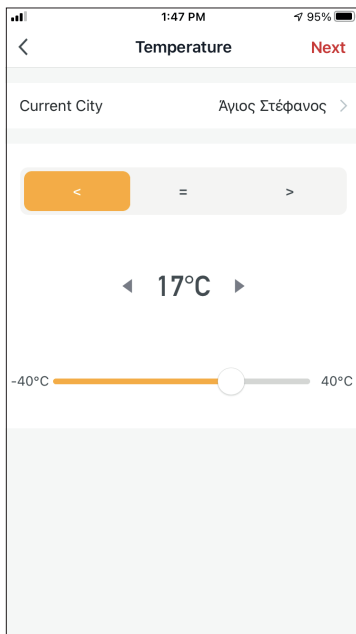 1:47 PM 95%
Temperature Next
Current City Άγιος Στέφανος >
< = >
17°C
-40°C 40°C